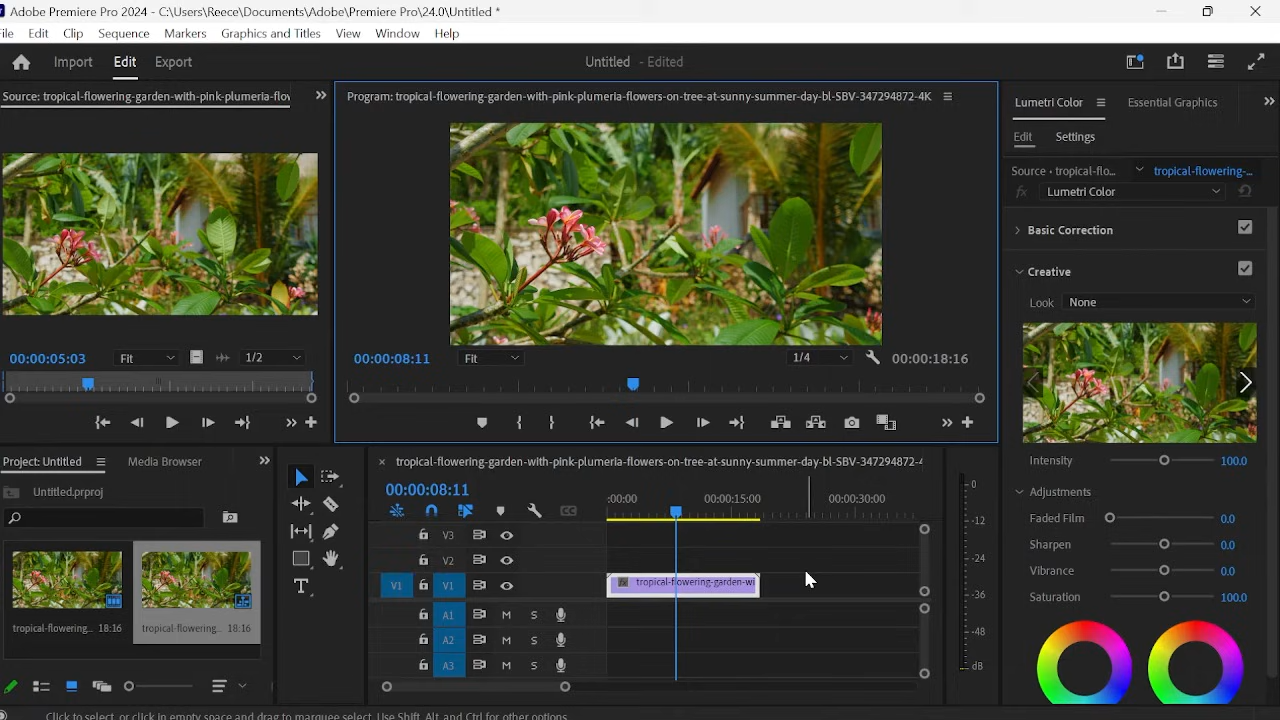 Adobe Premiere Pro 2024 - C:\Users\Reece\Documents\Adobe\Premiere Pro\24.0\Untitled *
File Edit Clip Sequence Markers Graphics and Titles View Window Help
Import Edit Export
Untitled - Edited
Source: tropical-flowering-garden-with-pink-plumeria-flov
Program: tropical-flowering-garden-with-pink-plumeria-flowers-on-tree-at-sunny-summer-day-bl-SBV-347294872-4K
Lumetri Color Essential Graphics
Edit Settings
Source • tropical-flo... tropical-flowering-...
fx Lumetri Color
Basic Correction
Creative
Look None
Intensity 100.0
Adjustments
Faded Film 0.0
Sharpen 0.0
Vibrance 0.0
Saturation 100.0
00:00:05:03 Fit 1/2
00:00:08:11 Fit 1/4 00:00:18:16
Project: Untitled Media Browser
Untitled.prproj
tropical-flowering... 18:16
tropical-flowering... 18:16
tropical-flowering-garden-with-pink-plumeria-flowers-on-tree-at-sunny-summer-day-bl-SBV-347294872-4
00:00:08:11
:00:00 00:00:15:00 00:00:30:00
V3
V2
V1 V1 fx tropical-flowering-garden-wi
A1 M S
A2 M S
A3 M S
0
-12
-24
-36
-48
dB
Click to select, or click in empty space and drag to marquee select. Use Shift, Alt, and Ctrl for other options.